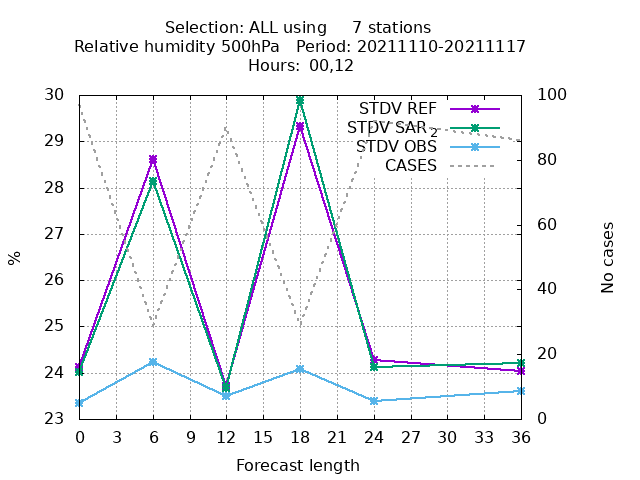 Selection: ALL using 7 stations
Relative humidity 500hPa Period: 20211110-20211117
Hours: 00,12
30
29
28
27
26
25
24
23
%
100
80
60
40
20
0
No cases
STDV REF
STDV SAR2
STDV OBS
CASES
0 3 6 9 12 15 18 21 24 27 30 33 36
Forecast length